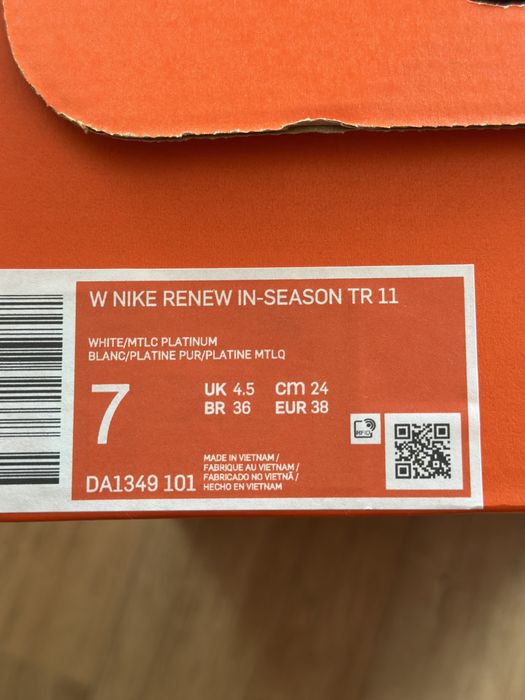 W NIKE RENEW IN-SEASON TR 11
WHITE/MTLC PLATINUM
BLANC/PLATINE PUR/PLATINE MTLQ
7
UK 4.5 cm 24
BR 36 EUR 38
RFID
DA1349 101
MADE IN VIETNAM /
FABRIQUE AU VIETNAM /
FABRICADO NO VIETNÃ /
HECHO EN VIETNAM